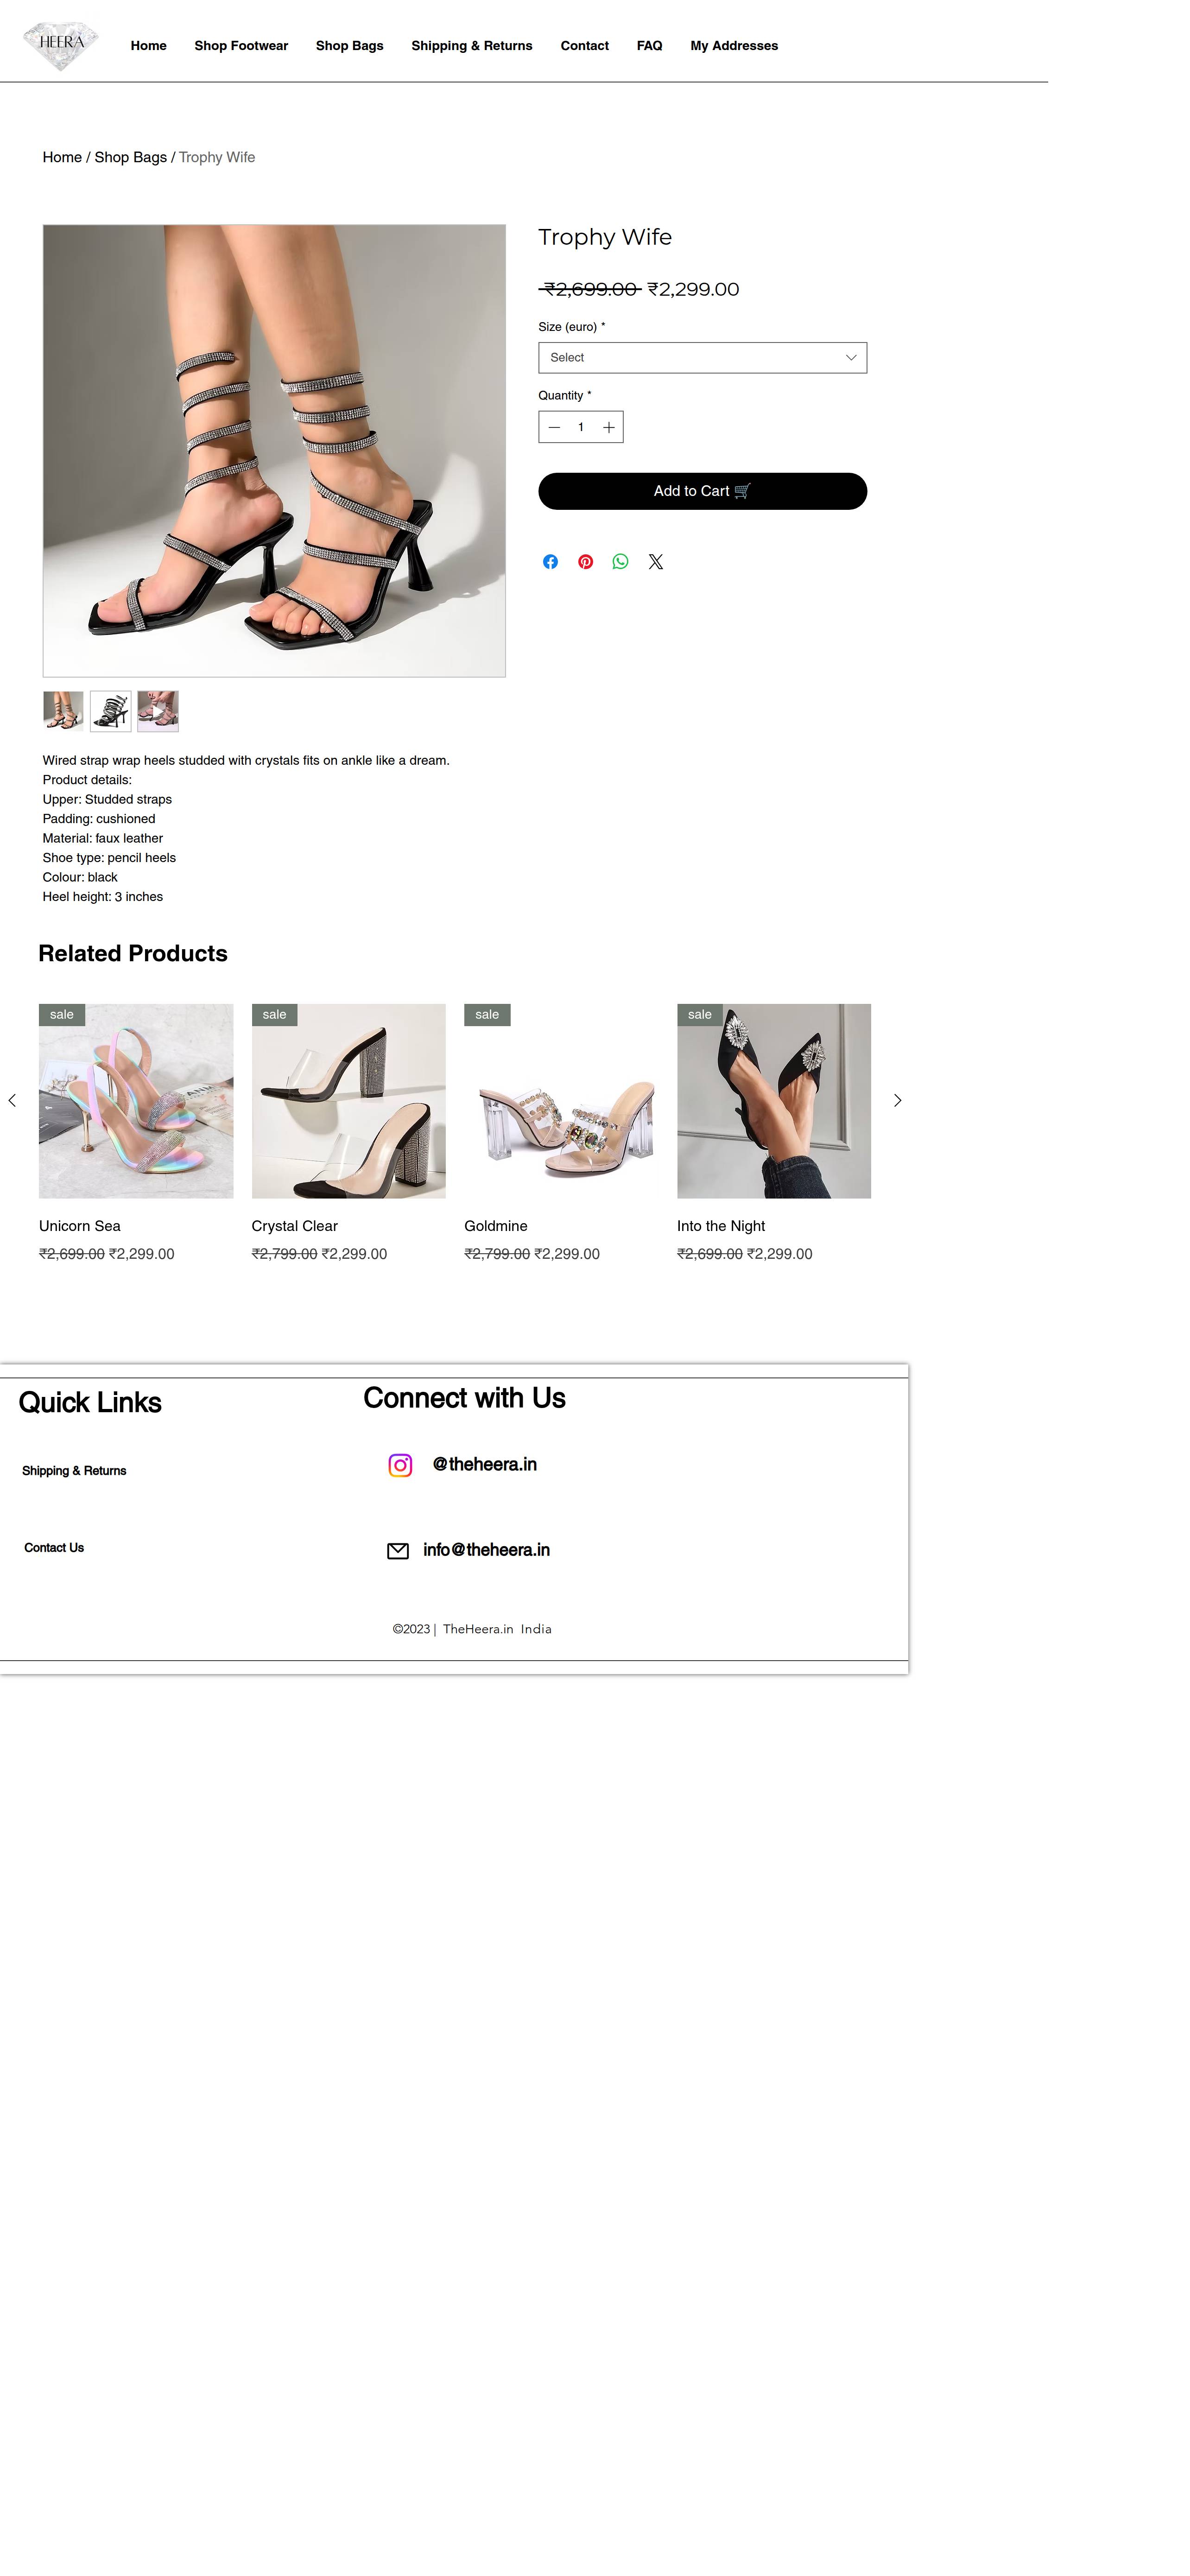 HEERA
Home Shop Footwear Shop Bags Shipping & Returns Contact FAQ My Addresses
Home / Shop Bags / Trophy Wife
Trophy Wife
₹2,699.00 ₹2,299.00
Size (euro) *
Select
Quantity *
1
Add to Cart 🛒
Wired strap wrap heels studded with crystals fits on ankle like a dream.
Product details:
Upper: Studded straps
Padding: cushioned
Material: faux leather
Shoe type: pencil heels
Colour: black
Heel height: 3 inches
Related Products
sale sale sale sale
Unicorn Sea Crystal Clear Goldmine Into the Night
₹2,699.00 ₹2,299.00 ₹2,799.00 ₹2,299.00 ₹2,799.00 ₹2,299.00 ₹2,699.00 ₹2,299.00
Quick Links
Connect with Us
@theheera.in
Shipping & Returns
Contact Us
info@theheera.in
©2023 | TheHeera.in India